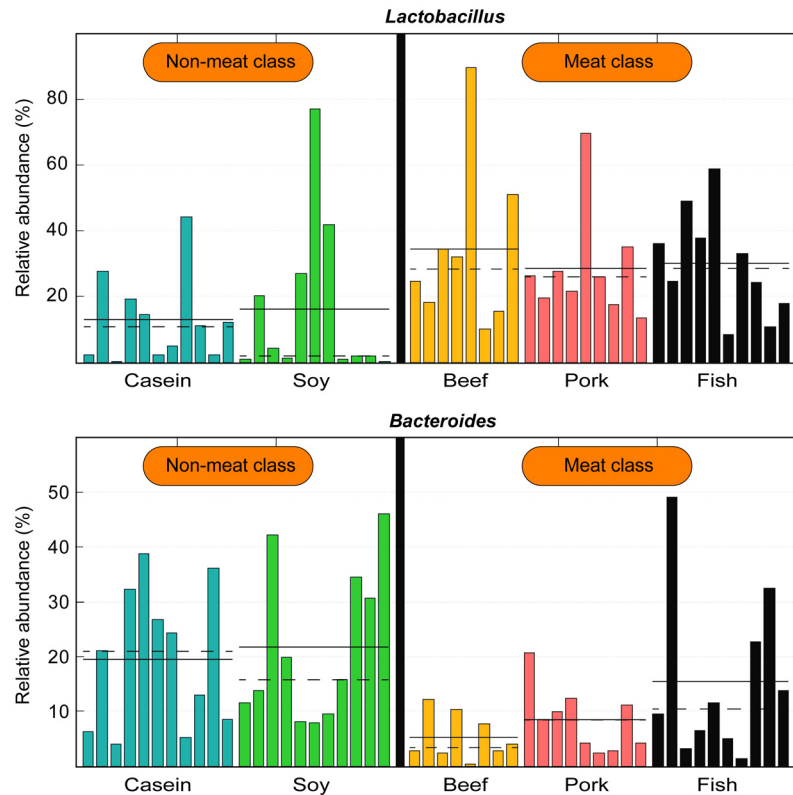 Lactobacillus
Non-meat class
Meat class
Relative abundance (%)
80
60
40
20
Casein
Soy
Beef
Pork
Fish
Bacteroides
Non-meat class
Meat class
Relative abundance (%)
50
40
30
20
10
Casein
Soy
Beef
Pork
Fish